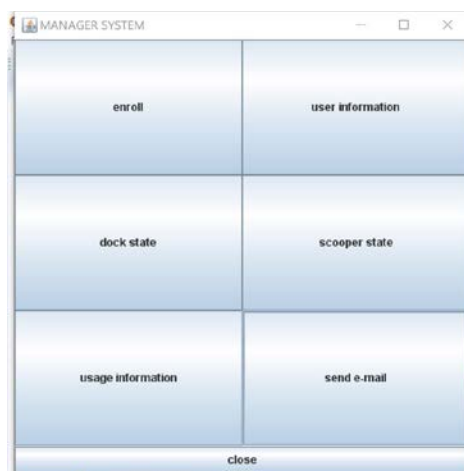 MANAGER SYSTEM
enroll
user information
dock state
scooper state
usage information
send e-mail
close